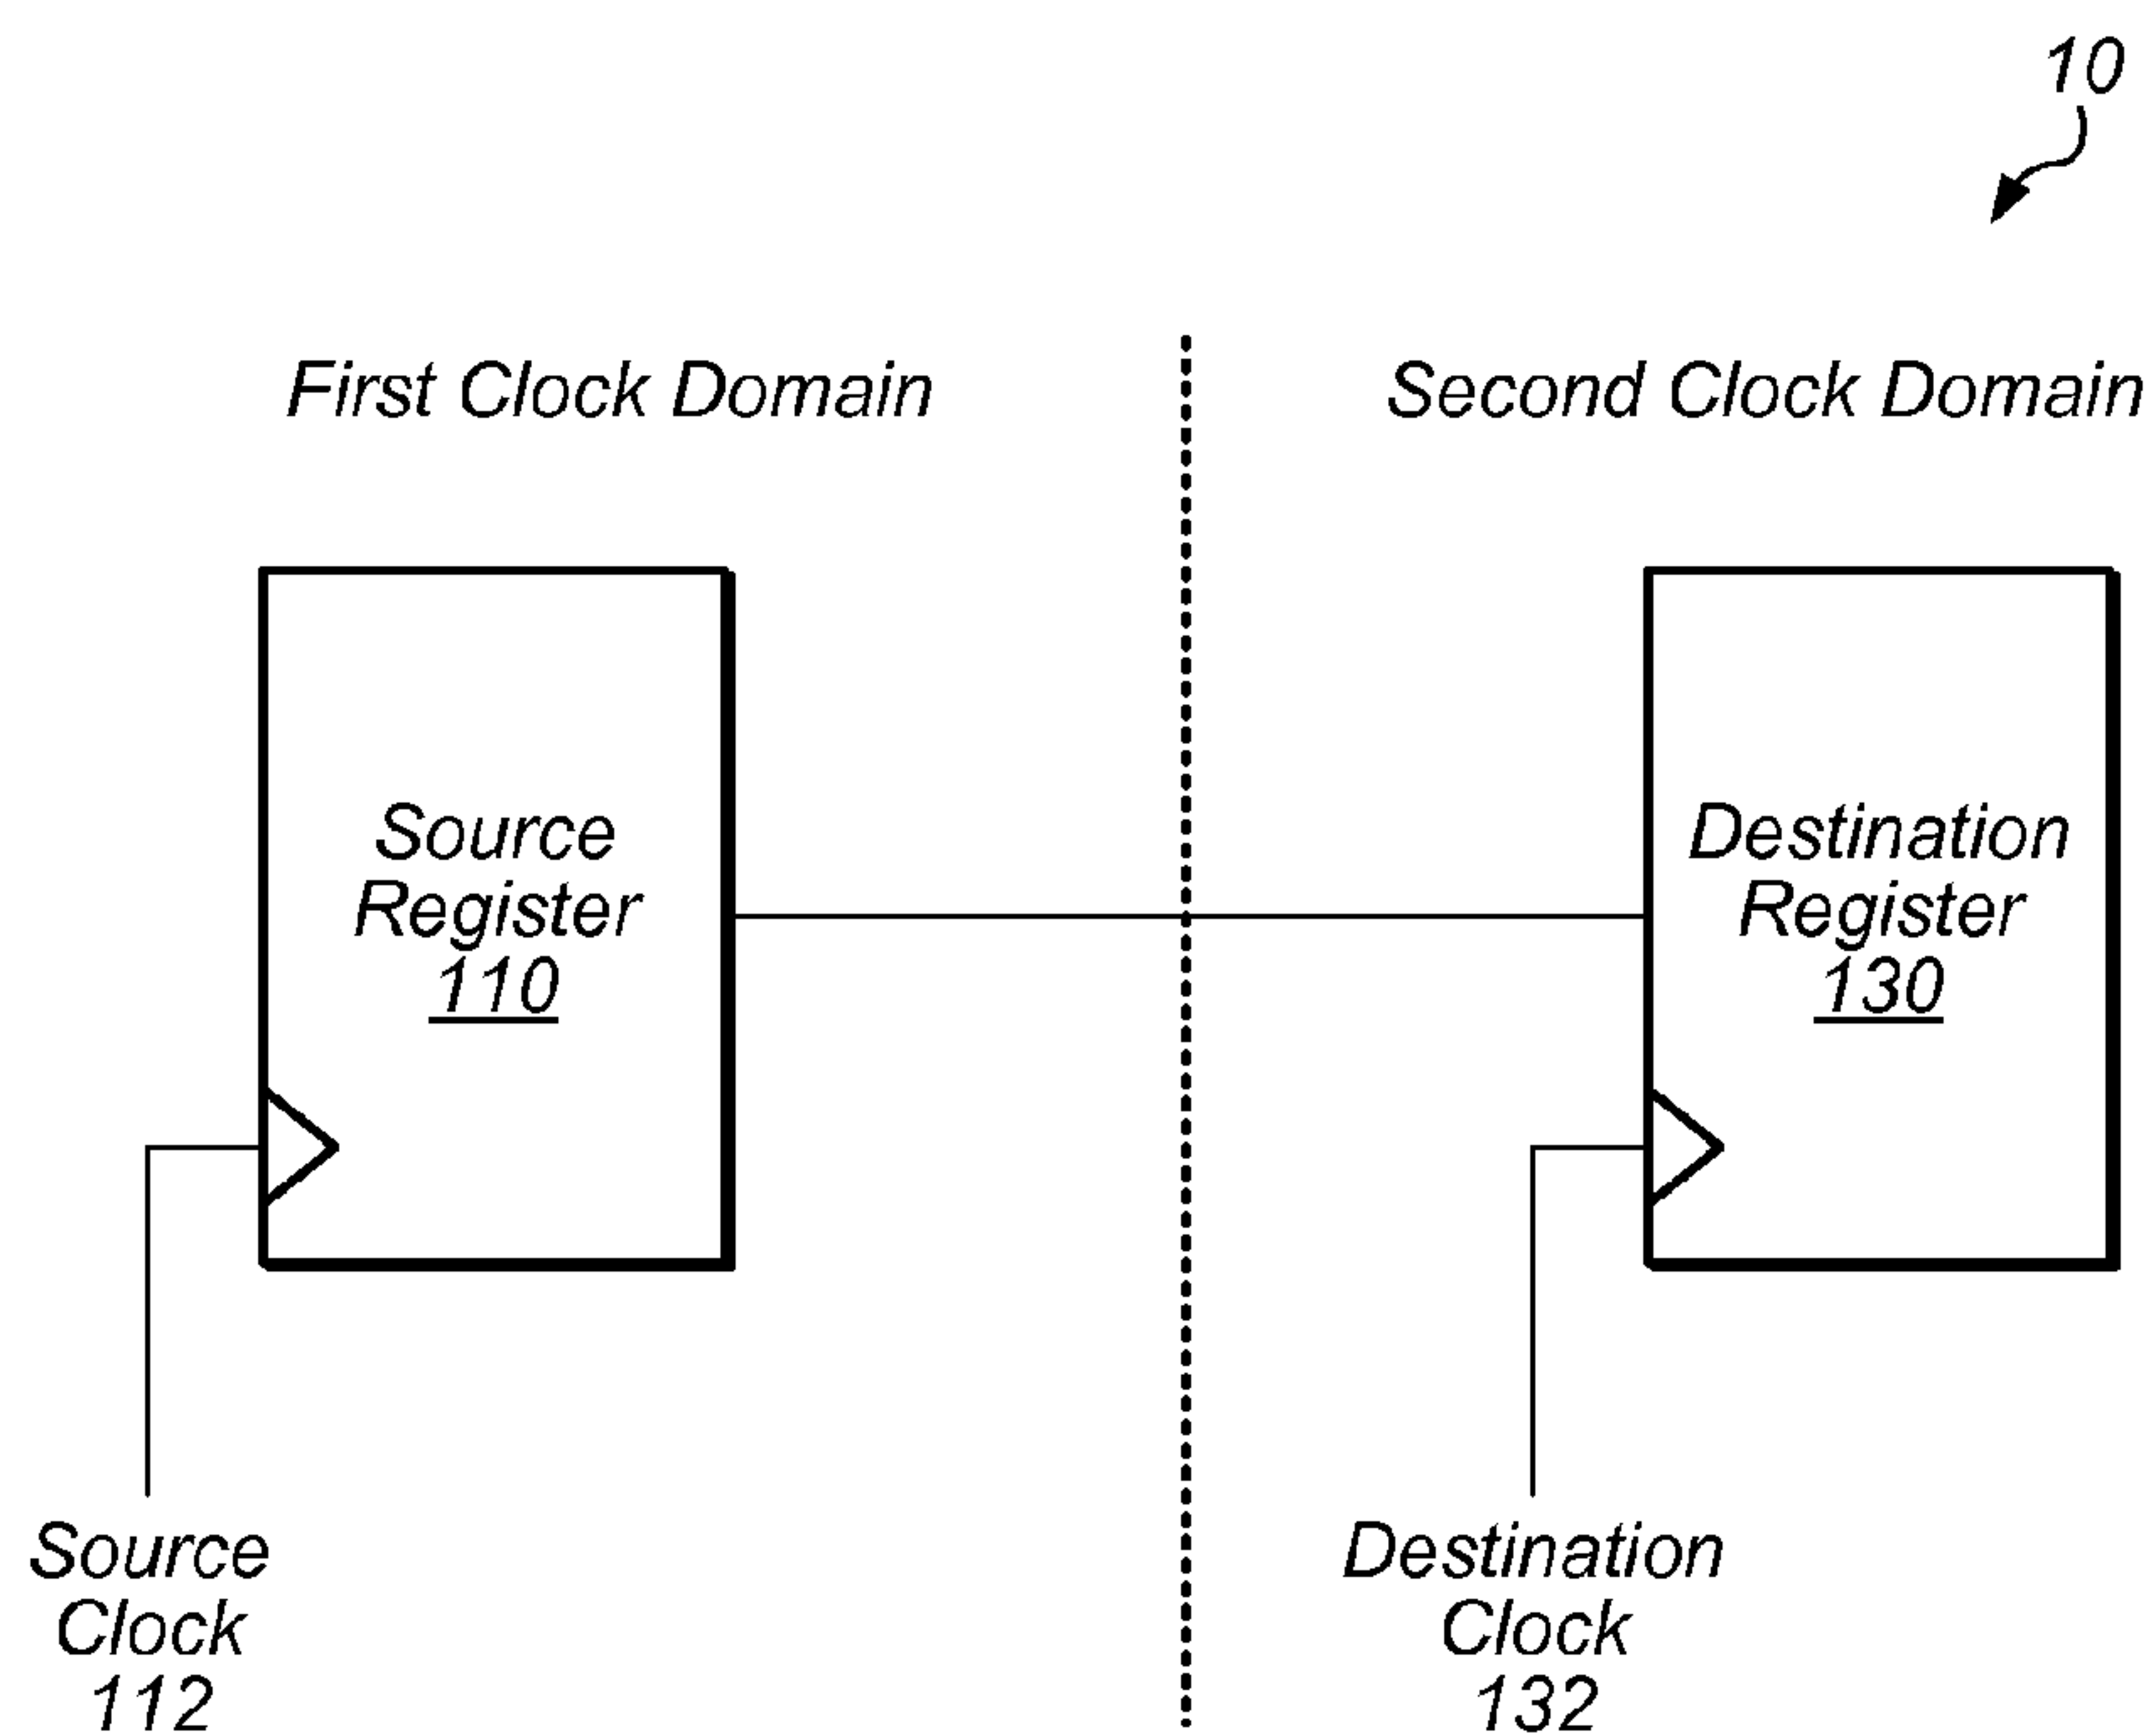 10
First Clock Domain
Second Clock Domain
Source
Register
110
Destination
Register
130
Source
Clock
112
Destination
Clock
132